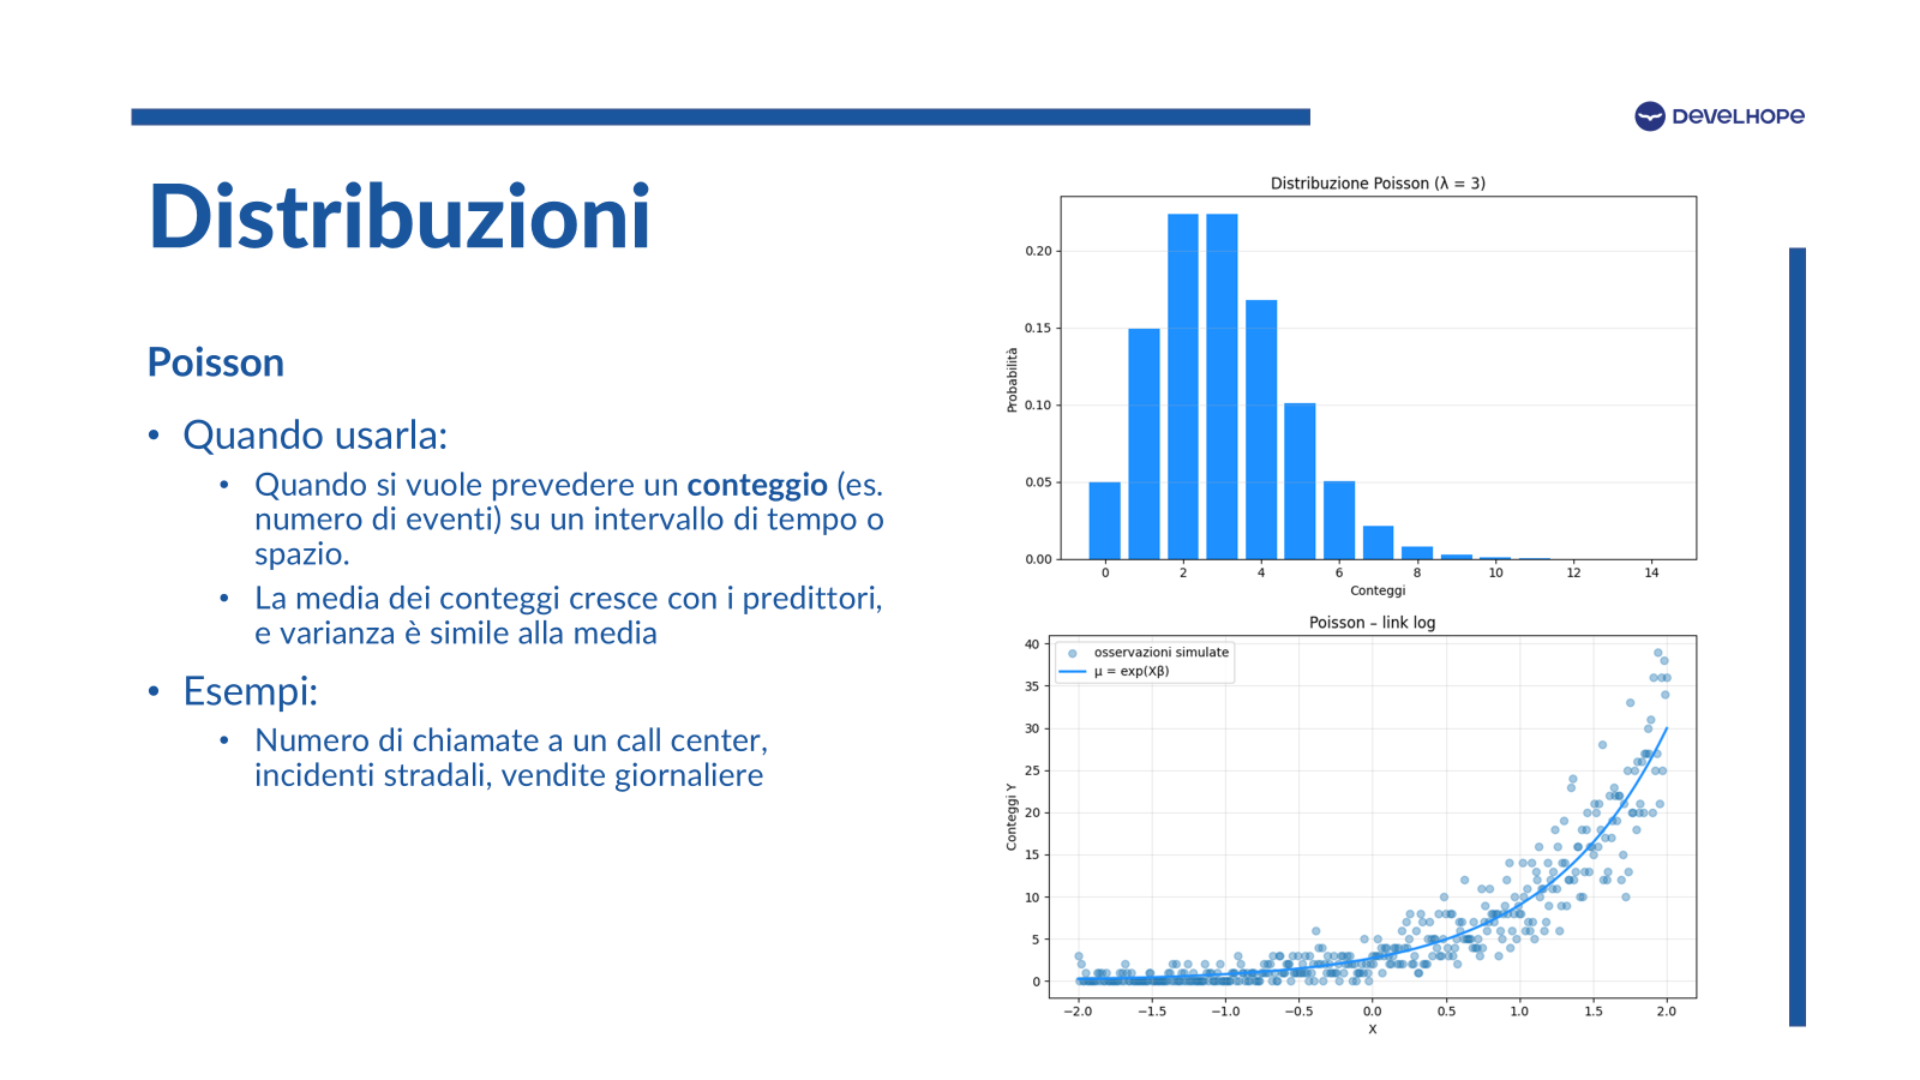 DEVELHOPE
Distribuzioni
Poisson
• Quando usarla:
• Quando si vuole prevedere un conteggio (es.
numero di eventi) su un intervallo di tempo o
spazio.
• La media dei conteggi cresce con i predittori,
e varianza è simile alla media
• Esempi:
• Numero di chiamate a un call center,
incidenti stradali, vendite giornaliere
Distribuzione Poisson (λ = 3)
Probabilità
0.20
0.15
0.10
0.05
0.00
0 2 4 6 8 10 12 14
Conteggi
Poisson – link log
osservazioni simulate
μ = exp(Xβ)
Conteggi Y
40
35
30
25
20
15
10
5
0
−2.0 −1.5 −1.0 −0.5 0.0 0.5 1.0 1.5 2.0
X